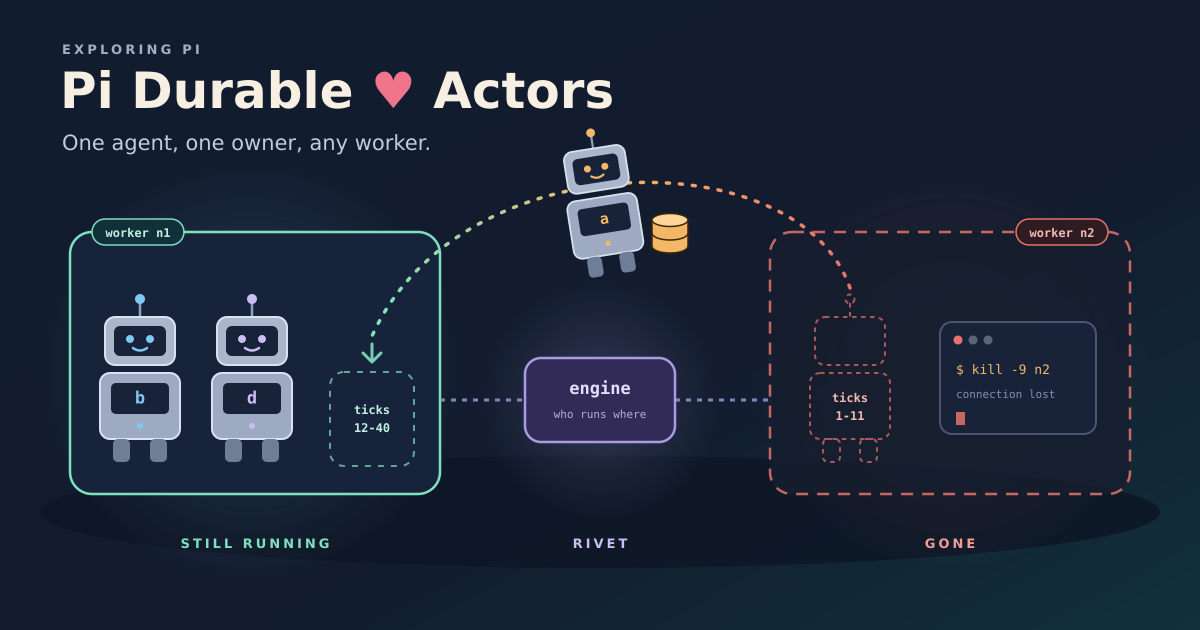 EXPLORING PI
Pi Durable ♥ Actors
One agent, one owner, any worker.
a
worker n1
worker n2
b
d
ticks
12-40
engine
who runs where
ticks
1-11
$ kill -9 n2
connection lost
STILL RUNNING
RIVET
GONE